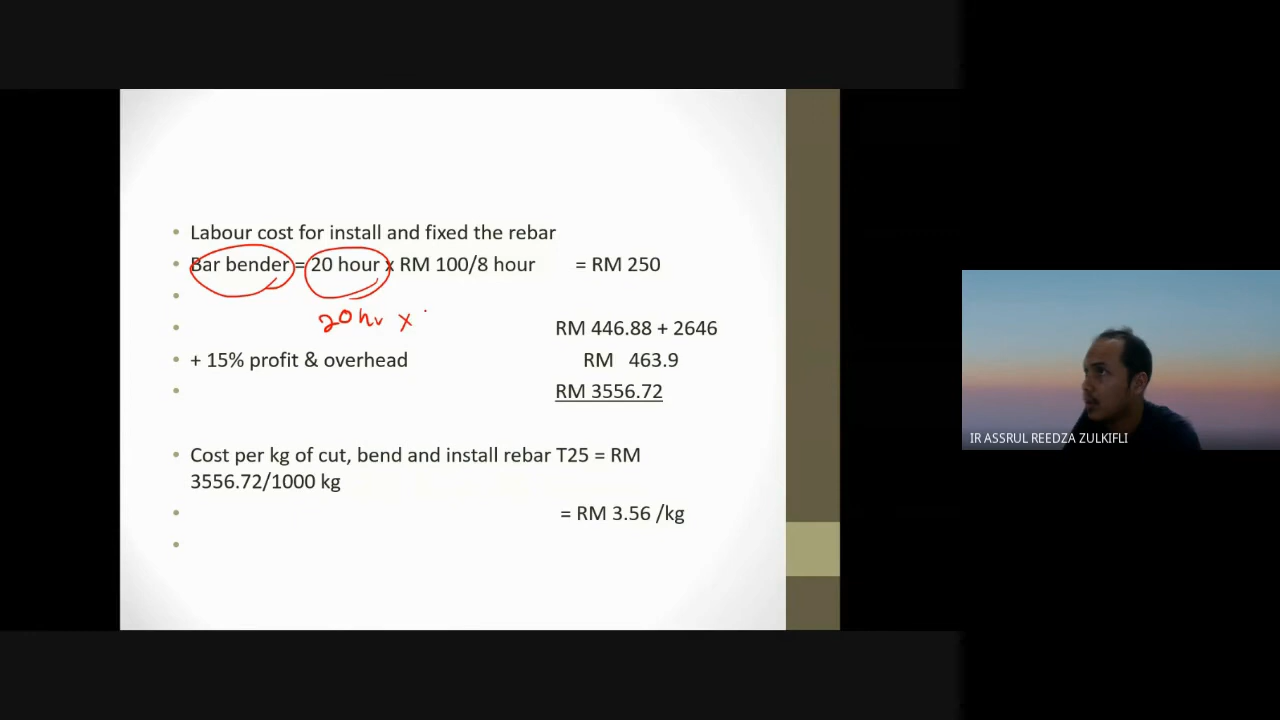 Labour cost for install and fixed the rebar
Bar bender = 20 hour x RM 100/8 hour = RM 250
20 hr x
RM 446.88 + 2646
+ 15% profit & overhead RM 463.9
RM 3556.72
Cost per kg of cut, bend and install rebar T25 = RM
3556.72/1000 kg
= RM 3.56 /kg
IR ASSRUL REEDZA ZULKIFLI